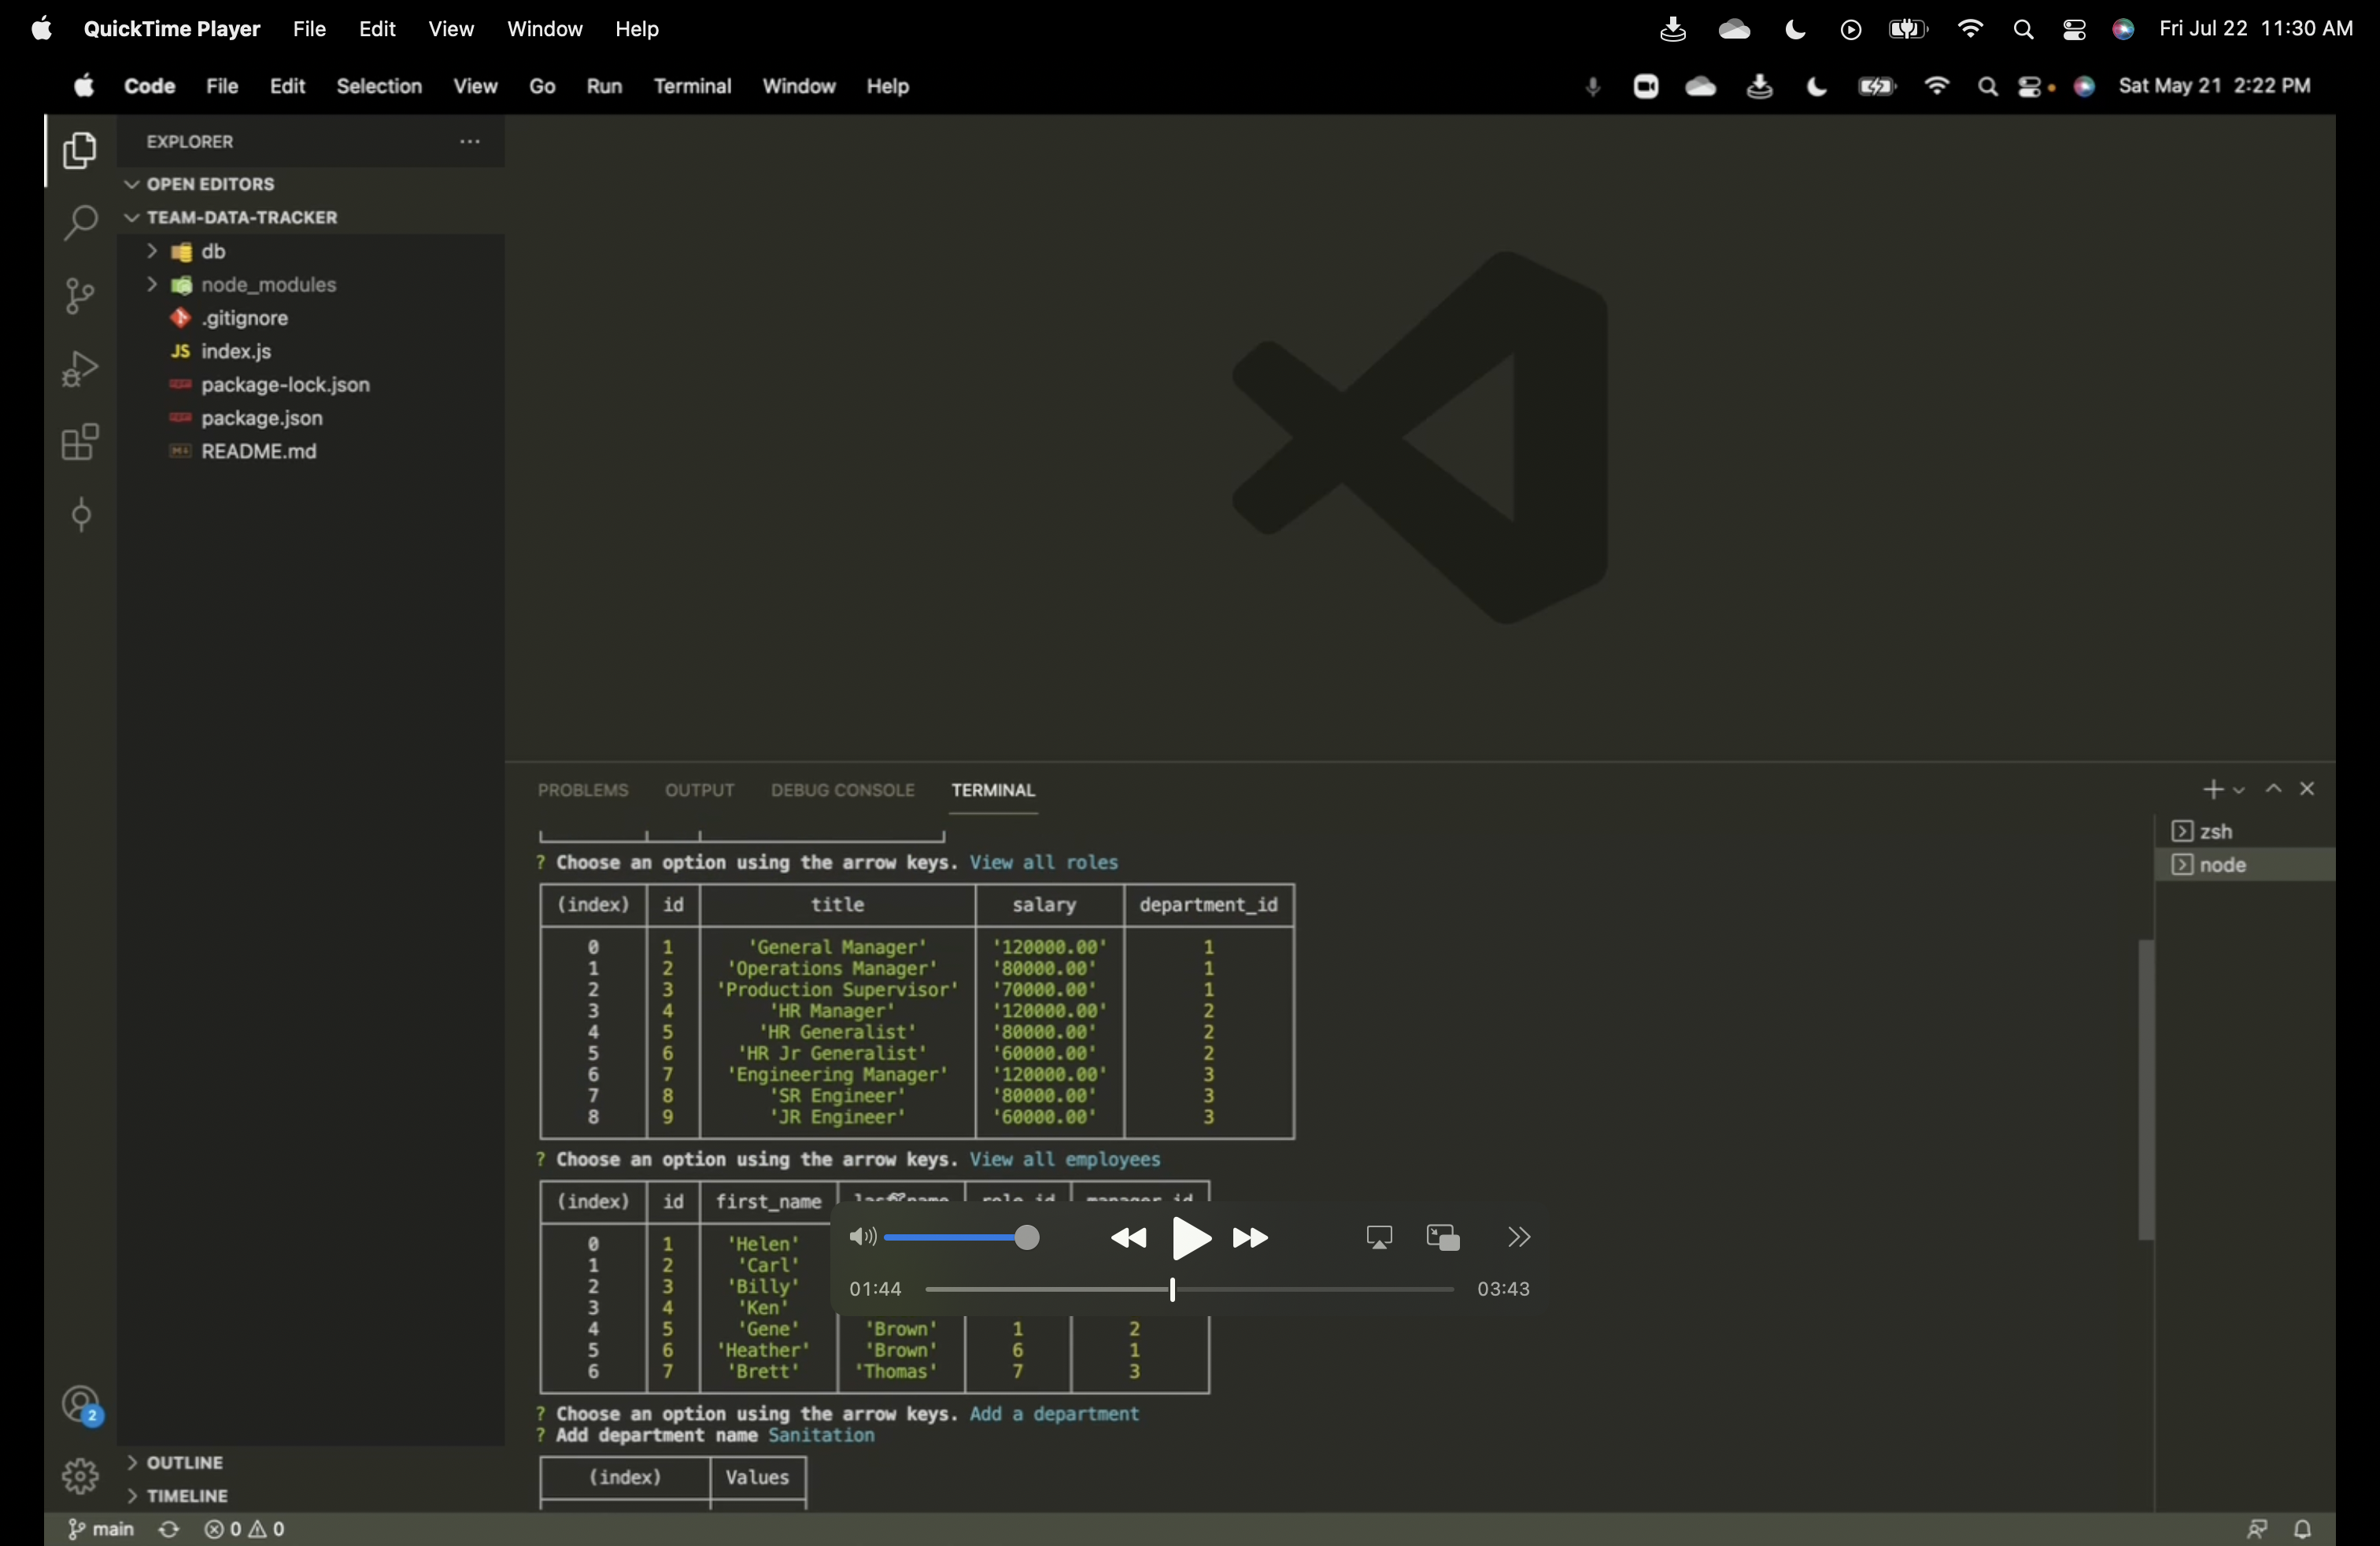 QuickTime Player File Edit View Window Help Fri Jul 22 11:30 AM
Code File Edit Selection View Go Run Terminal Window Help Sat May 21 2:22 PM
EXPLORER
OPEN EDITORS
TEAM-DATA-TRACKER
db
node_modules
.gitignore
JS index.js
package-lock.json
package.json
README.md
2
OUTLINE
TIMELINE
PROBLEMS OUTPUT DEBUG CONSOLE TERMINAL
zsh
node
? Choose an option using the arrow keys. View all roles
(index) id title salary department_id
0 1 'General Manager' '120000.00' 1
1 2 'Operations Manager' '80000.00' 1
2 3 'Production Supervisor' '70000.00' 1
3 4 'HR Manager' '120000.00' 2
4 5 'HR Generalist' '80000.00' 2
5 6 'HR Jr Generalist' '60000.00' 2
6 7 'Engineering Manager' '120000.00' 3
7 8 'SR Engineer' '80000.00' 3
8 9 'JR Engineer' '60000.00' 3
? Choose an option using the arrow keys. View all employees
(index) id first_name
0 1 'Helen'
1 2 'Carl'
2 3 'Billy'
3 4 'Ken'
4 5 'Gene' 'Brown' 1 2
5 6 'Heather' 'Brown' 6 1
6 7 'Brett' 'Thomas' 7 3
01:44 03:43
? Choose an option using the arrow keys. Add a department
? Add department name Sanitation
(index) Values
main 0 0